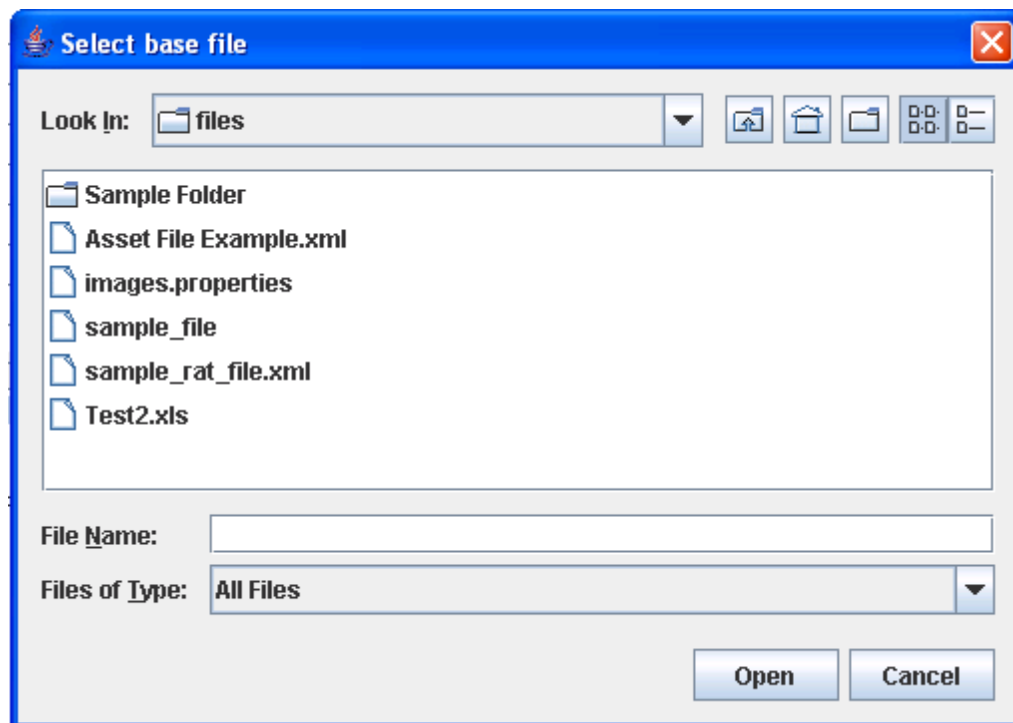 Select base file
Look In: files
Sample Folder
Asset File Example.xml
images.properties
sample_file
sample_rat_file.xml
Test2.xls
File Name:
Files of Type: All Files
Open Cancel